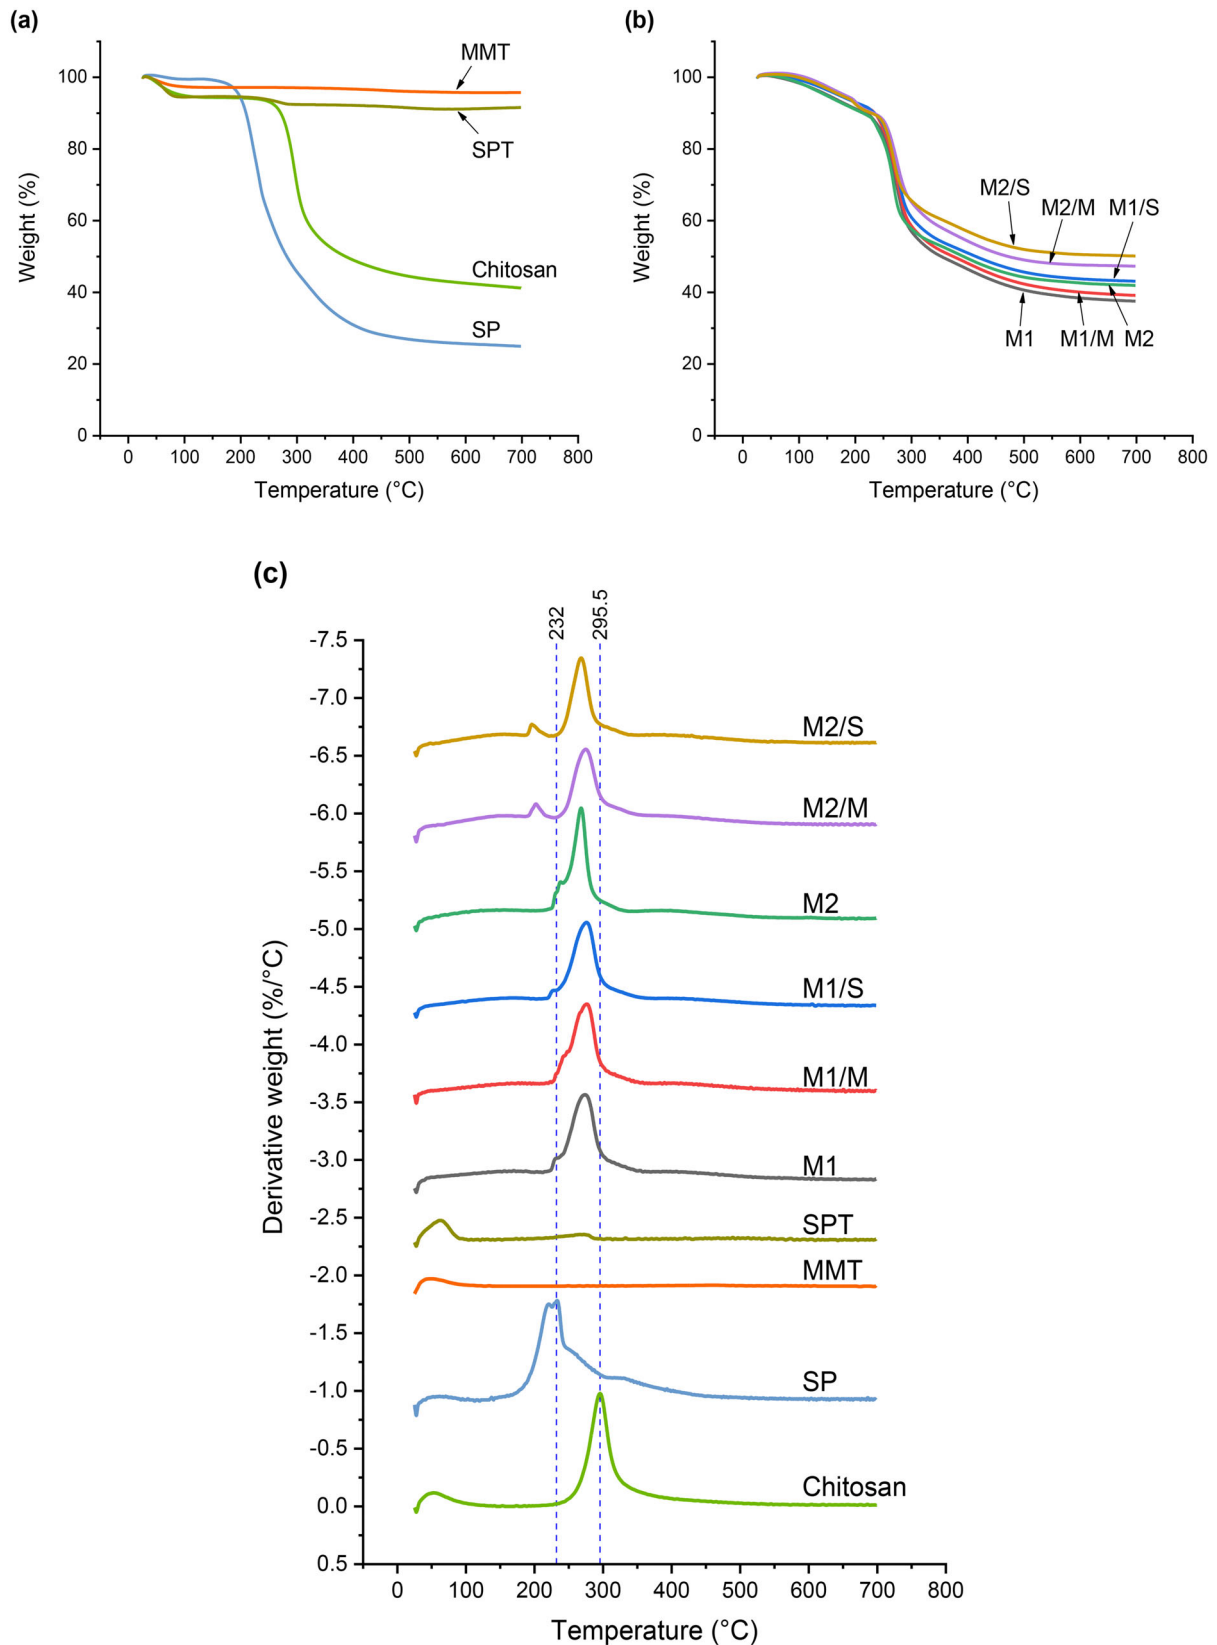 (a)
100
80
60
40
20
0
Weight (%)
MMT
SPT
Chitosan
SP
0 100 200 300 400 500 600 700 800
Temperature (°C)
(b)
100
80
60
40
20
0
Weight (%)
M2/S
M2/M
M1/S
M1
M1/M
M2
0 100 200 300 400 500 600 700 800
Temperature (°C)
(c)
232
295.5
-7.5
-7.0
-6.5
-6.0
-5.5
-5.0
-4.5
-4.0
-3.5
-3.0
-2.5
-2.0
-1.5
-1.0
-0.5
0.0
0.5
Derivative weight (%/°C)
M2/S
M2/M
M2
M1/S
M1/M
M1
SPT
MMT
SP
Chitosan
0 100 200 300 400 500 600 700 800
Temperature (°C)